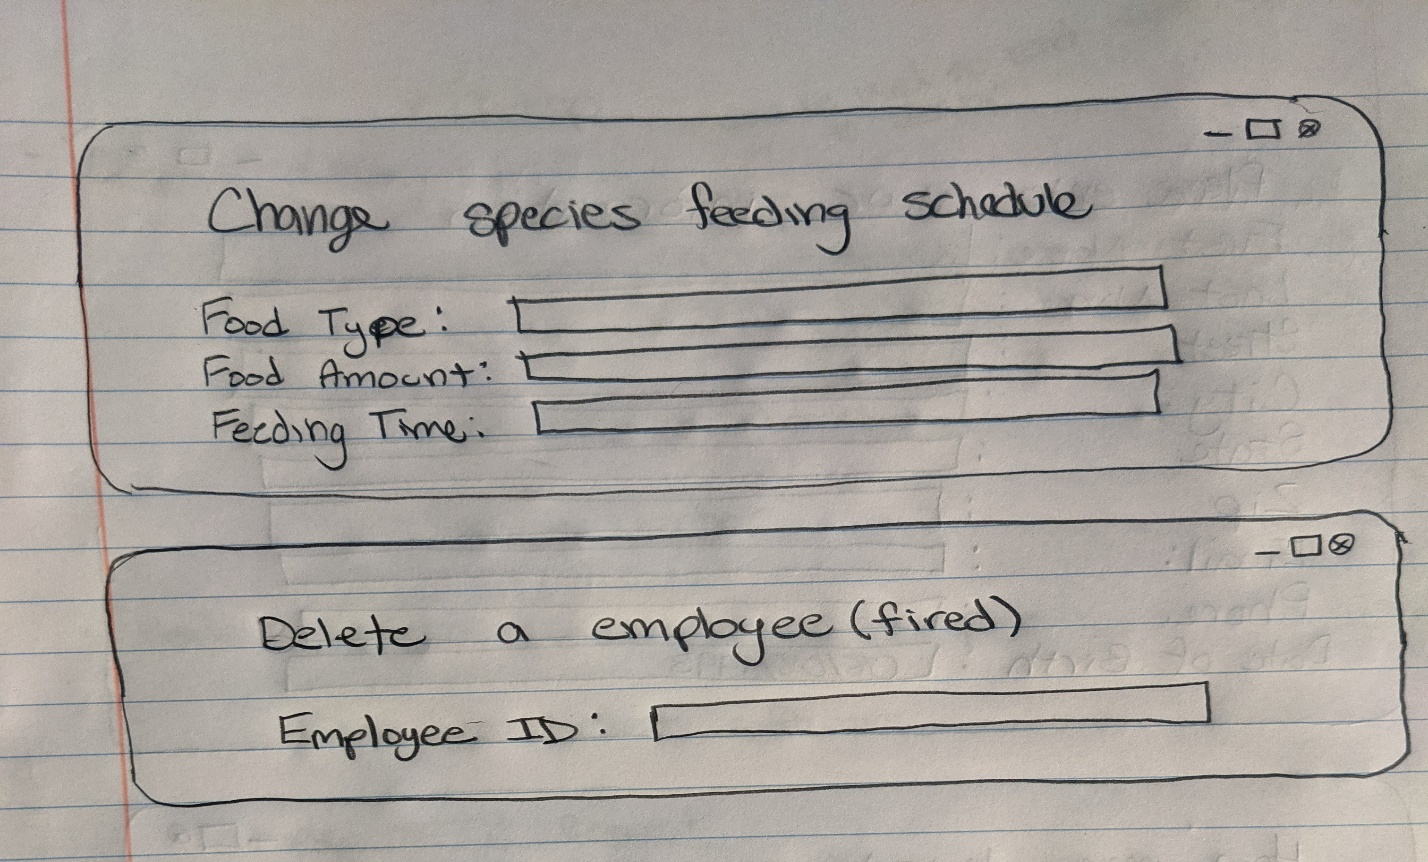 Change species feeding schedule
Food Type:
Food Amount:
Feeding Time:
Delete a employee (fired)
Employee ID: